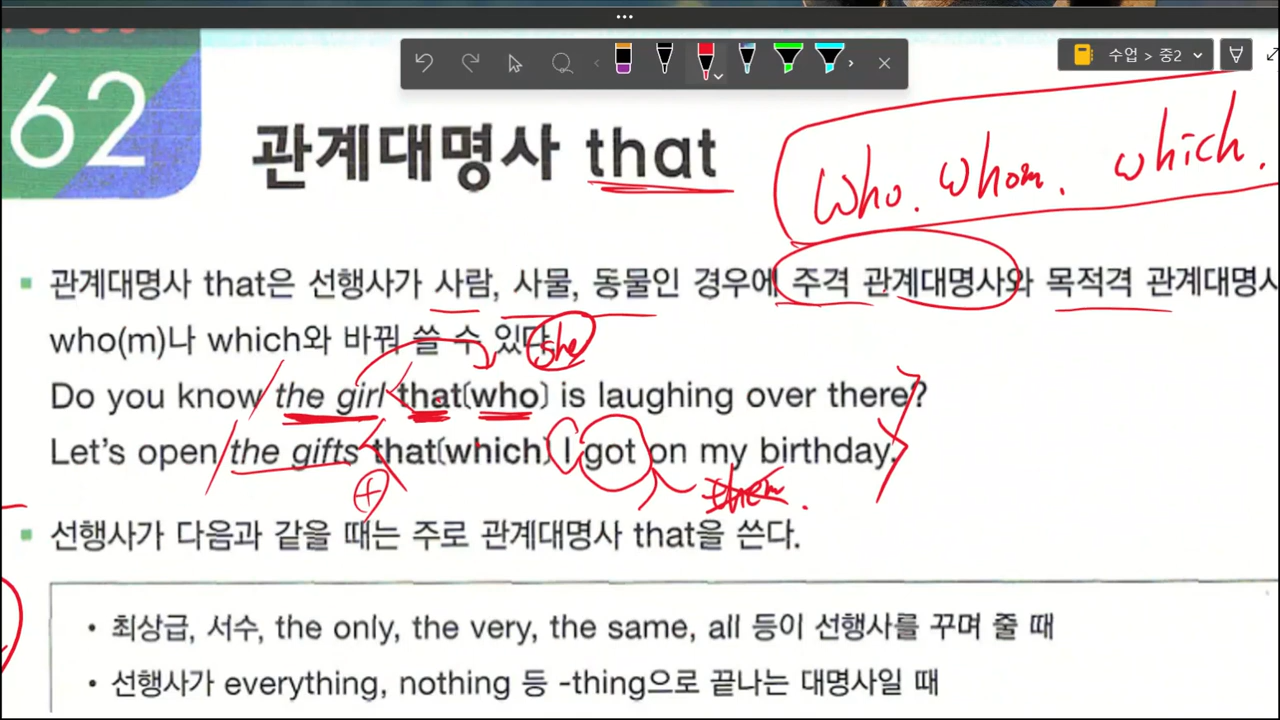 수업 > 중2
62
관계대명사 that
who. whom. which.
관계대명사 that은 선행사가 사람, 사물, 동물인 경우에 주격 관계대명사와 목적격 관계대명사
who(m)나 which와 바꿔 쓸 수 있다.
she
Do you know the girl that(who) is laughing over there?
Let's open the gifts that(which) I got on my birthday.
them.
선행사가 다음과 같을 때는 주로 관계대명사 that을 쓴다.
• 최상급, 서수, the only, the very, the same, all 등이 선행사를 꾸며 줄 때
• 선행사가 everything, nothing 등 -thing으로 끝나는 대명사일 때